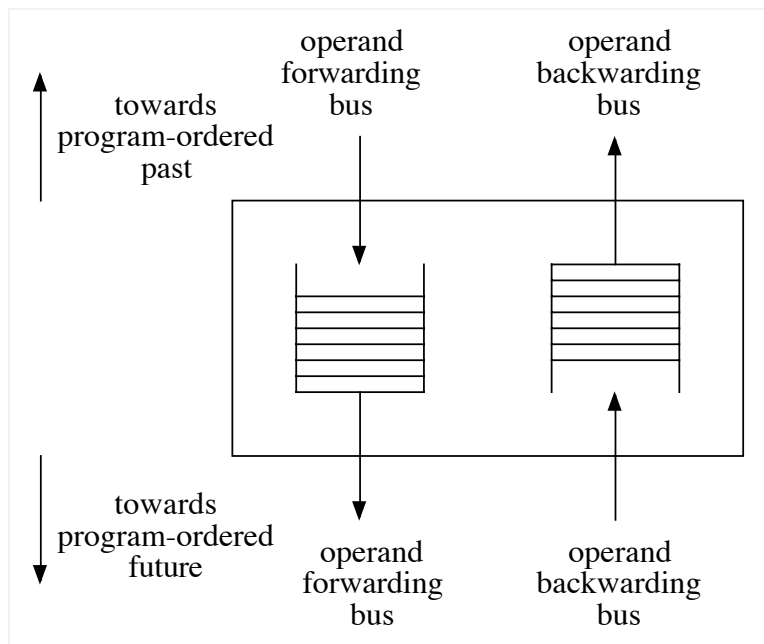 operand
forwarding
bus
operand
backwarding
bus
towards
program-ordered
past
towards
program-ordered
future
operand
forwarding
bus
operand
backwarding
bus